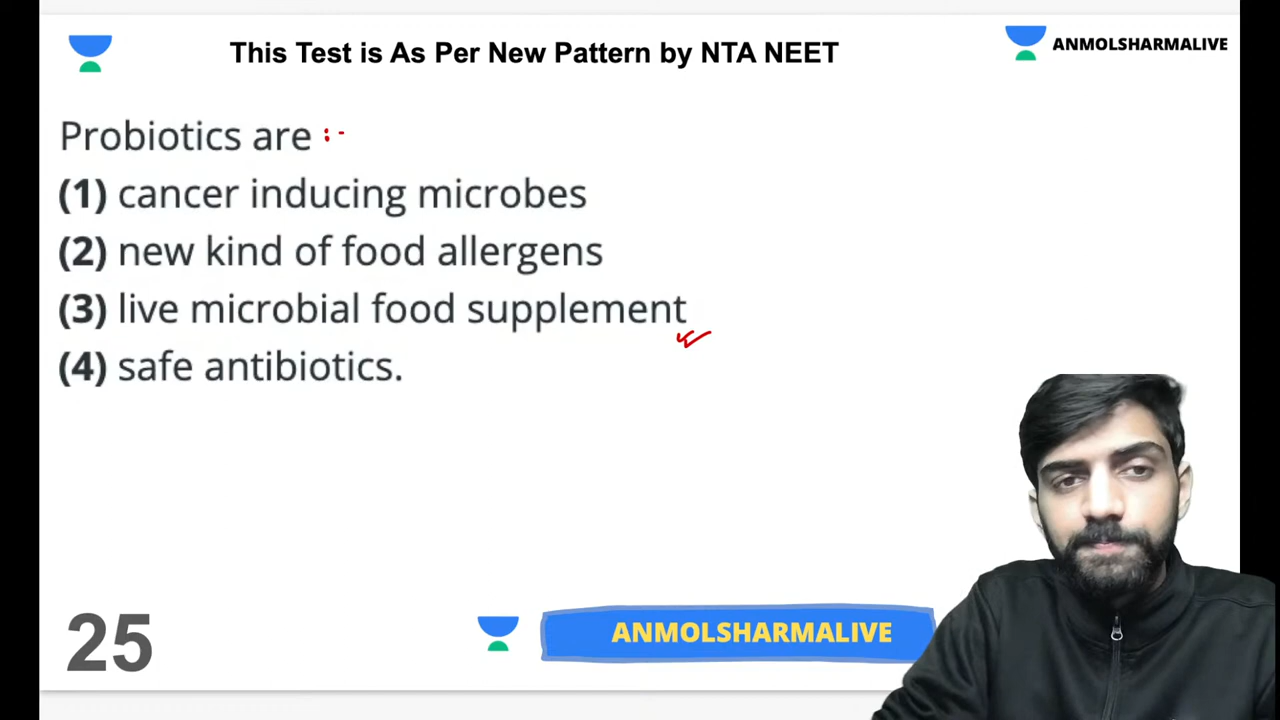 This Test is As Per New Pattern by NTA NEET
ANMOLSHARMALIVE
Probiotics are :-
(1) cancer inducing microbes
(2) new kind of food allergens
(3) live microbial food supplement
(4) safe antibiotics.
25
ANMOLSHARMALIVE